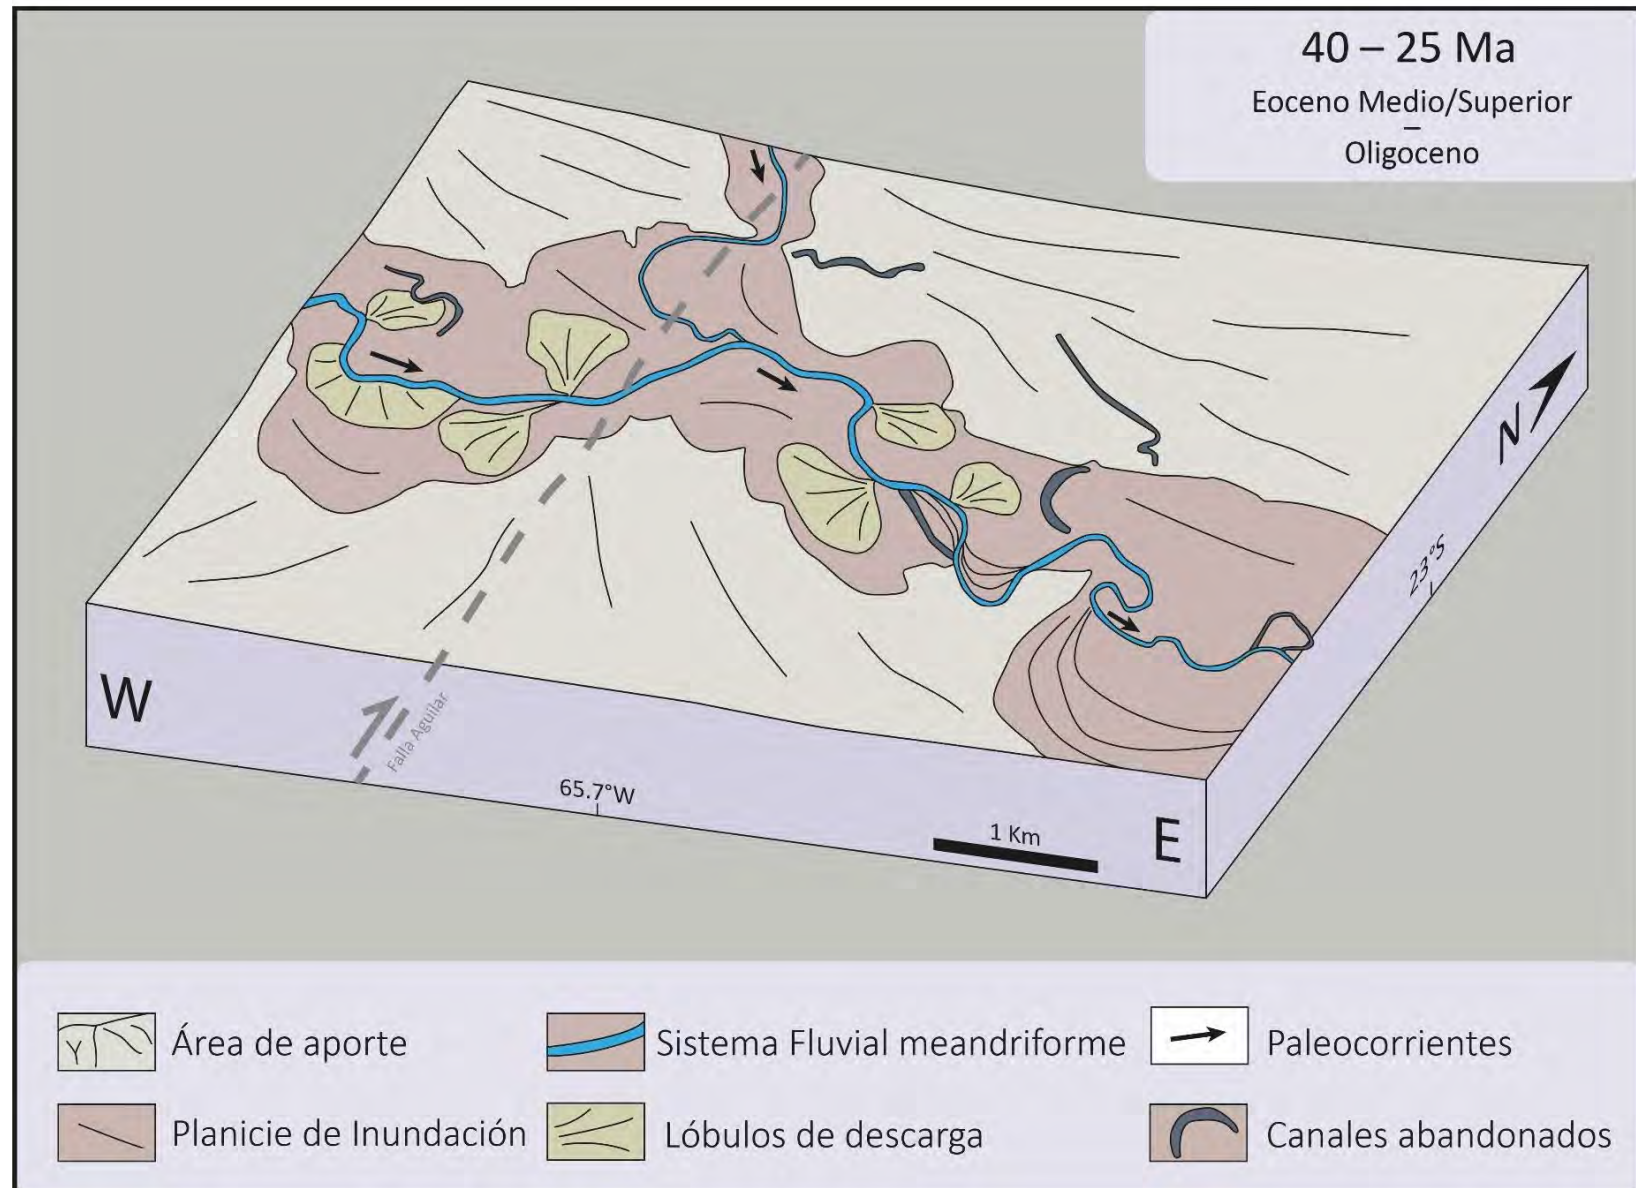 40 – 25 Ma
Eoceno Medio/Superior
–
Oligoceno
N
23°S
W
Falla Aguilar
65.7°W
1 Km
E
Área de aporte
Sistema Fluvial meandriforme
Paleocorrientes
Planicie de Inundación
Lóbulos de descarga
Canales abandonados